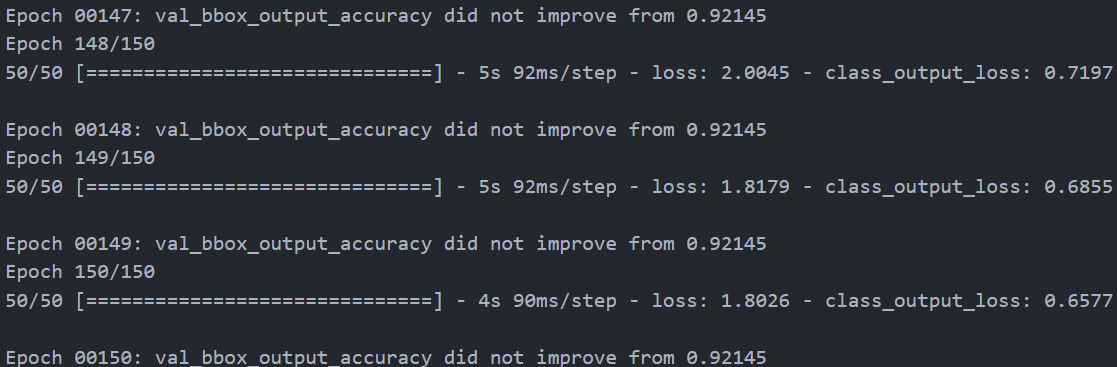 Epoch 00147: val_bbox_output_accuracy did not improve from 0.92145
Epoch 148/150
50/50 [==============================] - 5s 92ms/step - loss: 2.0045 - class_output_loss: 0.7197
Epoch 00148: val_bbox_output_accuracy did not improve from 0.92145
Epoch 149/150
50/50 [==============================] - 5s 92ms/step - loss: 1.8179 - class_output_loss: 0.6855
Epoch 00149: val_bbox_output_accuracy did not improve from 0.92145
Epoch 150/150
50/50 [==============================] - 4s 90ms/step - loss: 1.8026 - class_output_loss: 0.6577
Epoch 00150: val_bbox_output_accuracy did not improve from 0.92145